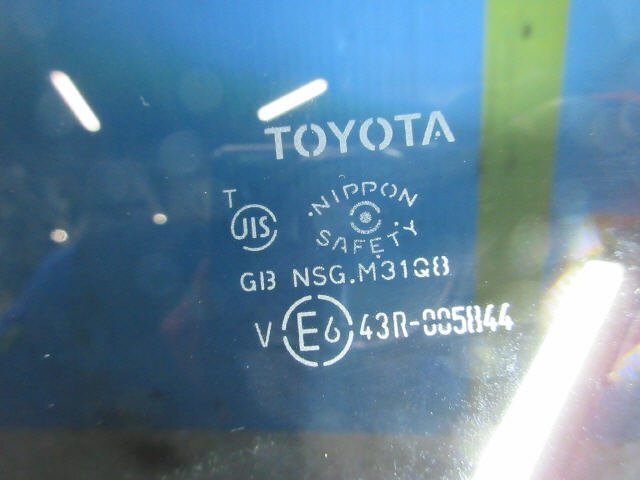 TOYOTA
T
JIS
·NIPPON·
SAFETY
GB NSG.M31Q8
V E6 43R-005844